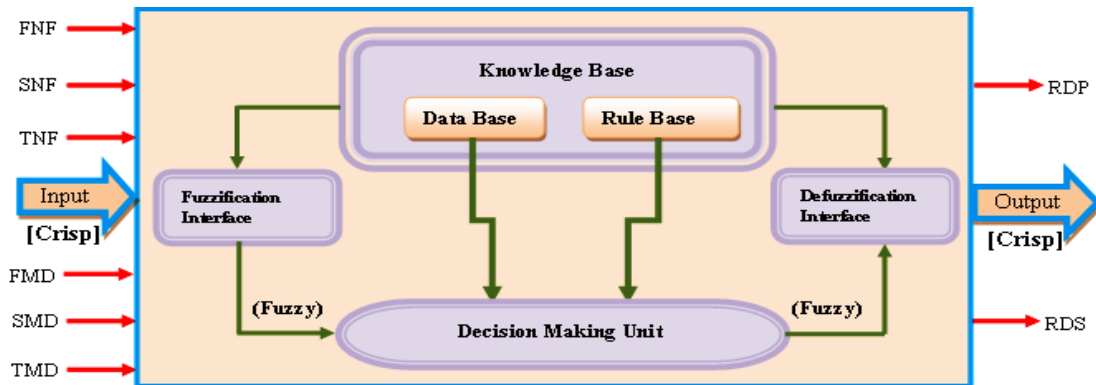 FNF
SNF
TNF
Input
[Crisp]
FMD
SMD
TMD
Knowledge Base
Data Base
Rule Base
Fuzzification
Interface
Defuzzification
Interface
(Fuzzy)
Decision Making Unit
(Fuzzy)
RDP
Output
[Crisp]
RDS